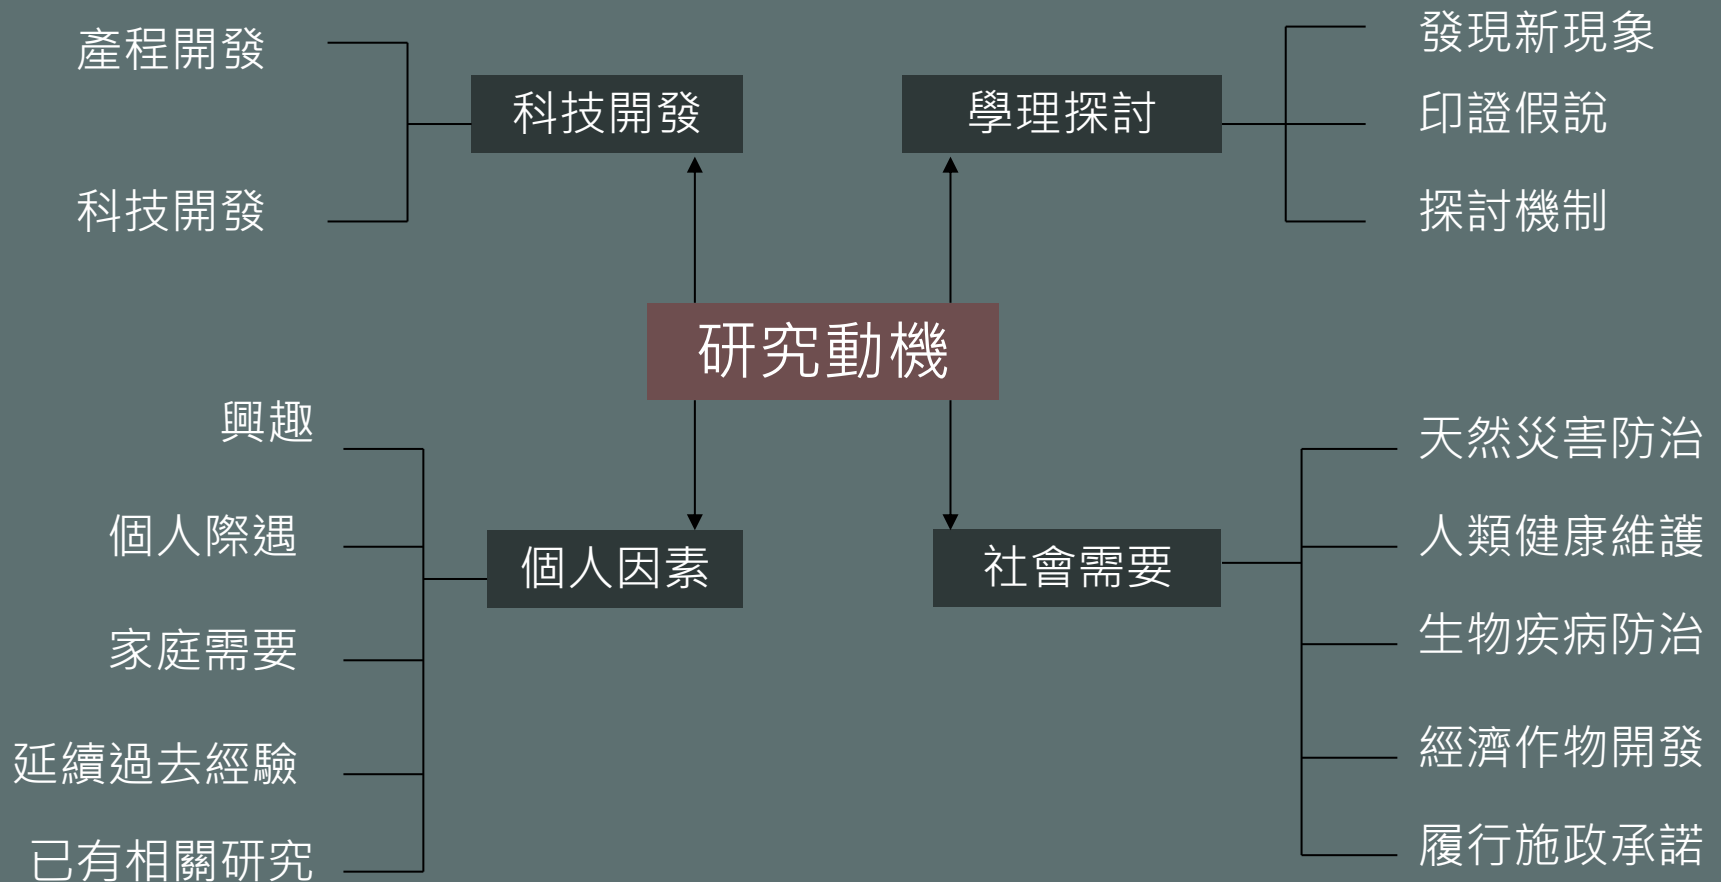 產程開發
科技開發
科技開發
學理探討
發現新現象
印證假說
探討機制
研究動機
興趣
個人際遇
家庭需要
延續過去經驗
已有相關研究
個人因素
社會需要
天然災害防治
人類健康維護
生物疾病防治
經濟作物開發
履行施政承諾